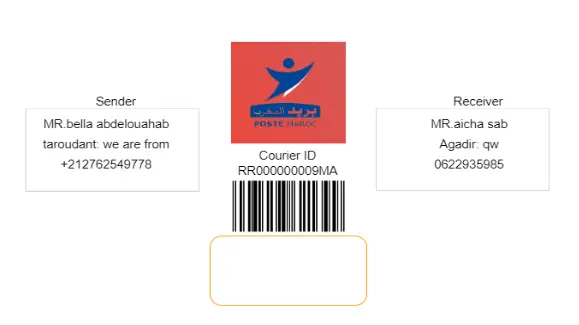 Sender
MR.bella abdelouahab
taroudant: we are from
+212762549778
بريد المغرب
POSTE MAROC
Courier ID
RR000000009MA
Receiver
MR.aicha sab
Agadir: qw
0622935985